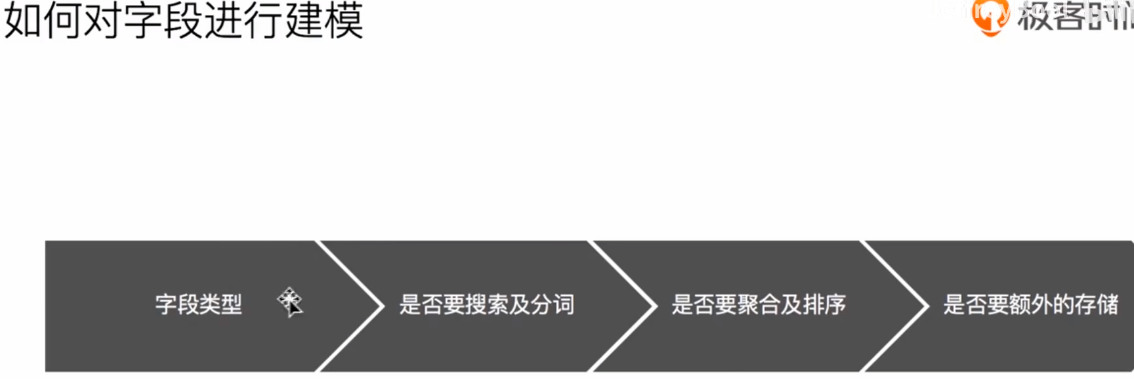 如何对字段进行建模
极客时间
字段类型
是否要搜索及分词
是否要聚合及排序
是否要额外的存储